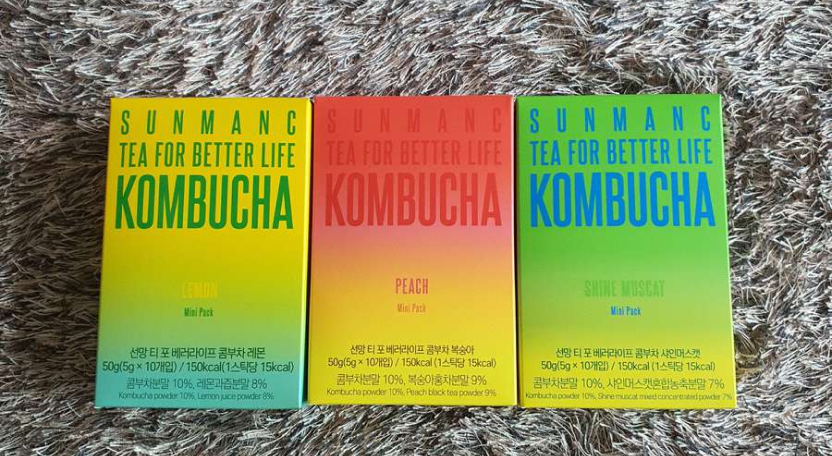 SUNMANC
TEA FOR BETTER LIFE
KOMBUCHA
LEMON
Mini Pack
선망 티 포 베러라이프 콤부차 레몬
50g(5g × 10개입) / 150kcal(1스틱당 15kcal)
콤부차분말 10%, 레몬과즙분말 8%
Kombucha powder 10%, Lemon juice powder 8%
SUNMANC
TEA FOR BETTER LIFE
KOMBUCHA
PEACH
Mini Pack
선망 티 포 베러라이프 콤부차 복숭아
50g(5g × 10개입) / 150kcal (1스틱당 15kcal)
콤부차분말 10%, 복숭아홍차분말 9%
Kombucha powder 10%, Peach black tea powder 9%
SUNMANC
TEA FOR BETTER LIFE
KOMBUCHA
SHINE MUSCAT
Mini Pack
선망 티 포 베러라이프 콤부차 샤인머스캣
50g(5g × 10개입) / 150kcal (1스틱당 15kcal)
콤부차분말 10%, 샤인머스캣혼합농축분말 7%
Kombucha powder 10%, Shine muscat mixed concentrated powder 7%